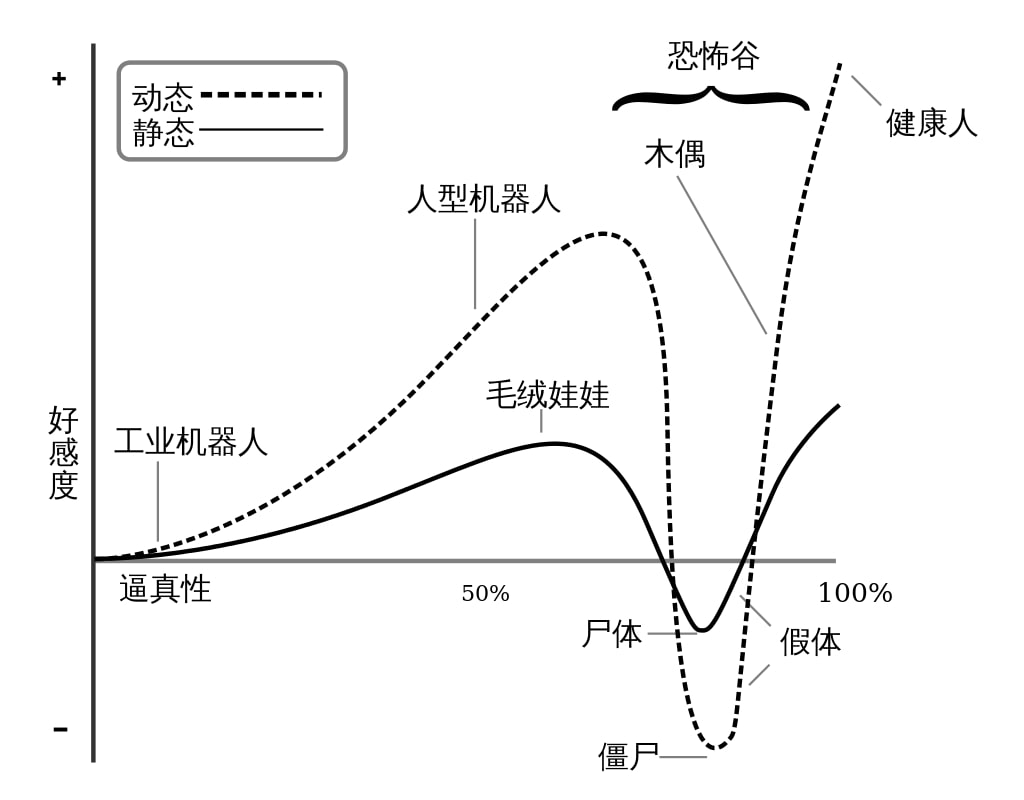 恐怖谷
+
动态
静态
健康人
木偶
人型机器人
毛绒娃娃
好感度
工业机器人
逼真性
50%
100%
尸体
假体
−
僵尸